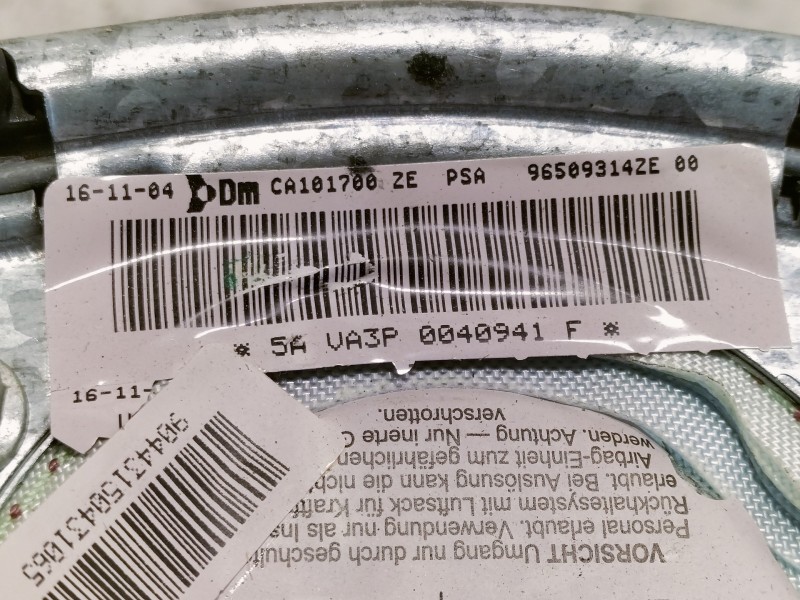 16-11-04 Dm CA101700 ZE PSA 96509314ZE 00
* 5A VA3P 0040941 F *
16-11-
90443150431065
VORSICHT Umgang nur durch geschul
Personal erlaubt. Verwendung nur als Ins
Rückhaltesystem mit Luftsack für Kraftf
erlaubt. Bei Auslösung kann die nich
Airbag-Einheit zum gefährlichen
werden. Achtung — Nur inerte G
verschrotten.